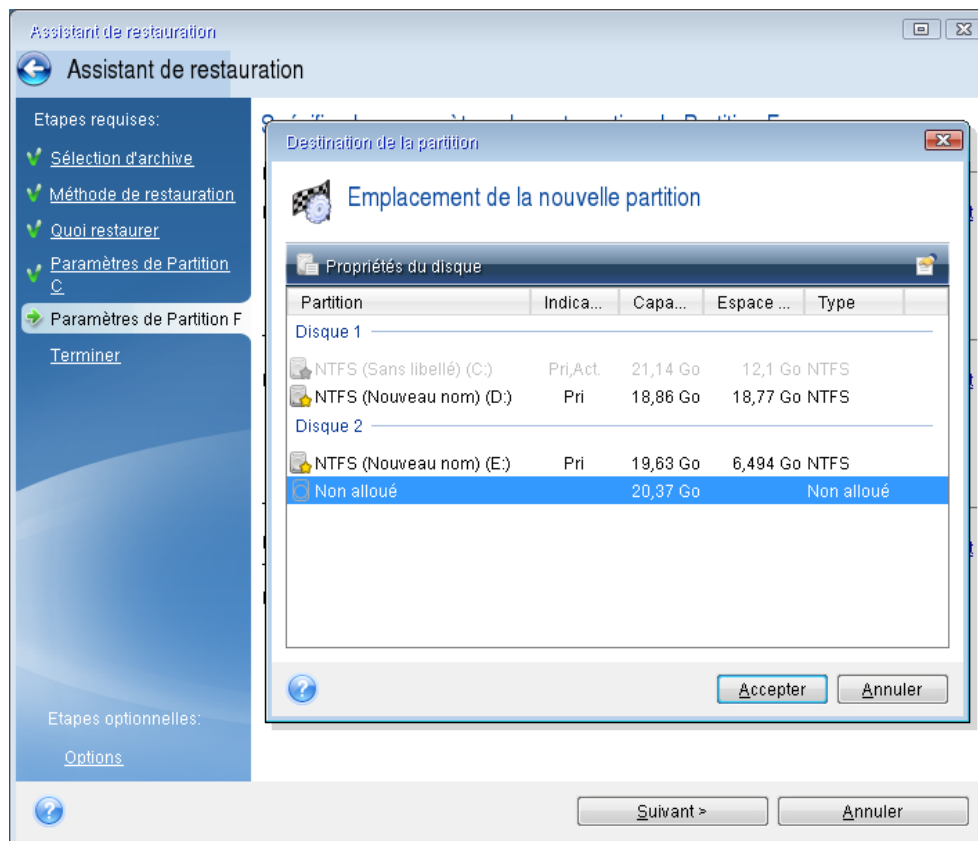 Assistant de restauration
Assistant de restauration
Etapes requises:
Sélection d'archive
Méthode de restauration
Quoi restaurer
Paramètres de Partition
C
Paramètres de Partition F
Terminer
Etapes optionnelles:
Options
Destination de la partition
Emplacement de la nouvelle partition
Propriétés du disque
Partition Indica... Capa... Espace ... Type
Disque 1
NTFS (Sans libellé) (C:) Pri,Act. 21,14 Go 12,1 Go NTFS
NTFS (Nouveau nom) (D:) Pri 18,86 Go 18,77 Go NTFS
Disque 2
NTFS (Nouveau nom) (E:) Pri 19,63 Go 6,494 Go NTFS
Non alloué 20,37 Go Non alloué
Accepter Annuler
Suivant > Annuler